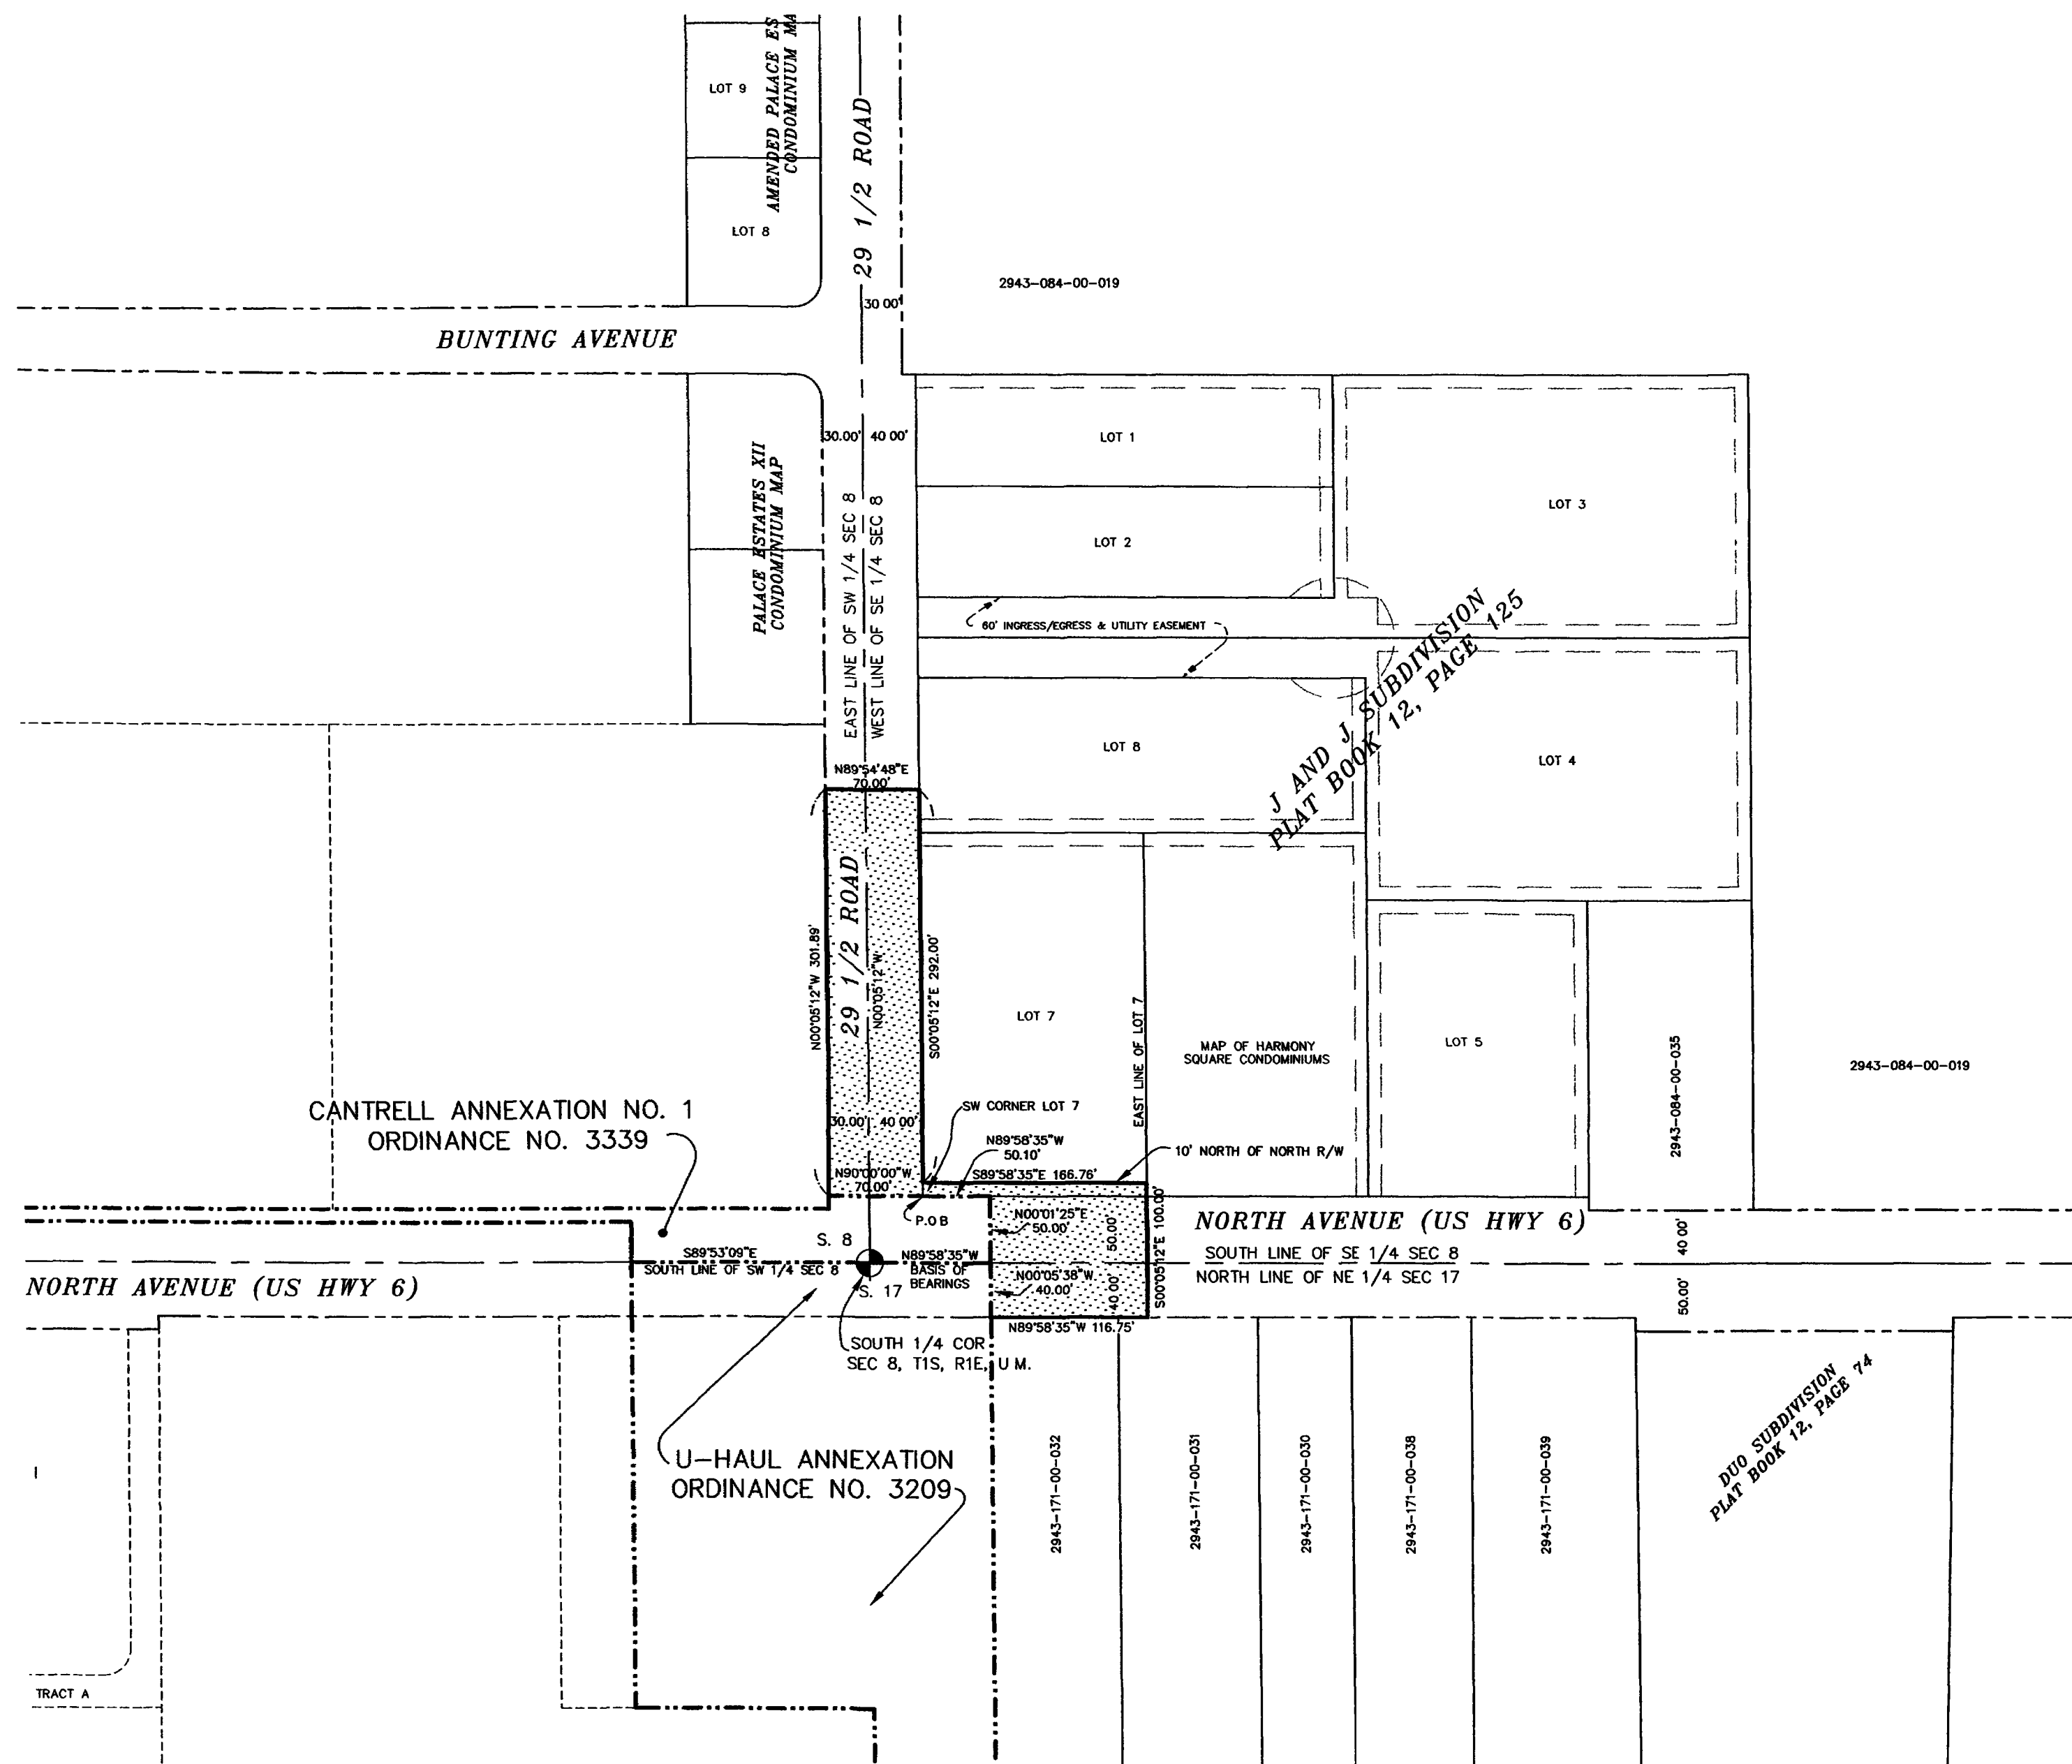 LOT 9
AMENDED PALACE ES
CONDOMINIUM MA
29 1/2 ROAD
LOT 8
2943-084-00-019
30 00'
BUNTING AVENUE
30.00' 40 00'
LOT 1
LOT 3
PALACE ESTATES XII
CONDOMINIUM MAP
EAST LINE OF SW 1/4 SEC 8
WEST LINE OF SE 1/4 SEC 8
LOT 2
60' INGRESS/EGRESS & UTILITY EASEMENT
J AND J SUBDIVISION
PLAT BOOK 12, PAGE 125
LOT 8
LOT 4
N89°54'48"E
70.00'
N00°05'12"W 301.89'
29 1/2 ROAD
N00°05'12"W
S00°05'12"E 292.00'
LOT 7
EAST LINE OF LOT 7
MAP OF HARMONY
SQUARE CONDOMINIUMS
LOT 5
2943-084-00-035
2943-084-00-019
CANTRELL ANNEXATION NO. 1
ORDINANCE NO. 3339
SW CORNER LOT 7
30.00' 40 00'
N89°58'35"W
50.10'
10' NORTH OF NORTH R/W
N90°00'00"W
70.00'
S89°58'35"E 166.76'
P.O B
N00°01'25"E
50.00'
50.00'
S00°05'12"E 100.00'
NORTH AVENUE (US HWY 6)
S. 8
S89°53'09"E
SOUTH LINE OF SW 1/4 SEC 8
N89°58'35"W
BASIS OF
BEARINGS
SOUTH LINE OF SE 1/4 SEC 8
NORTH LINE OF NE 1/4 SEC 17
40 00'
50.00'
NORTH AVENUE (US HWY 6)
S. 17
N00°05'38"W
40.00'
40.00'
N89°58'35"W 116.75'
SOUTH 1/4 COR
SEC 8, T1S, R1E, U M.
U-HAUL ANNEXATION
ORDINANCE NO. 3209
2943-171-00-032
2943-171-00-031
2943-171-00-030
2943-171-00-038
2943-171-00-039
DUO SUBDIVISION
PLAT BOOK 12, PAGE 74
TRACT A